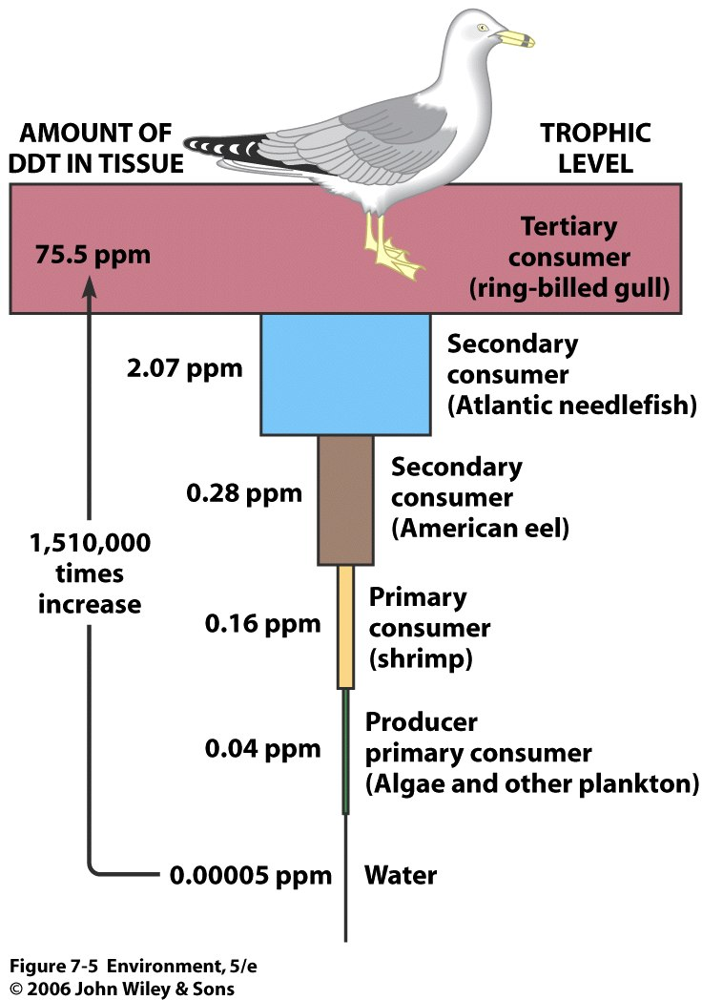 AMOUNT OF
DDT IN TISSUE
TROPHIC
LEVEL
75.5 ppm
Tertiary
consumer
(ring-billed gull)
2.07 ppm
Secondary
consumer
(Atlantic needlefish)
0.28 ppm
Secondary
consumer
(American eel)
1,510,000
times
increase
0.16 ppm
Primary
consumer
(shrimp)
0.04 ppm
Producer
primary consumer
(Algae and other plankton)
0.00005 ppm
Water
Figure 7-5 Environment, 5/e
© 2006 John Wiley & Sons